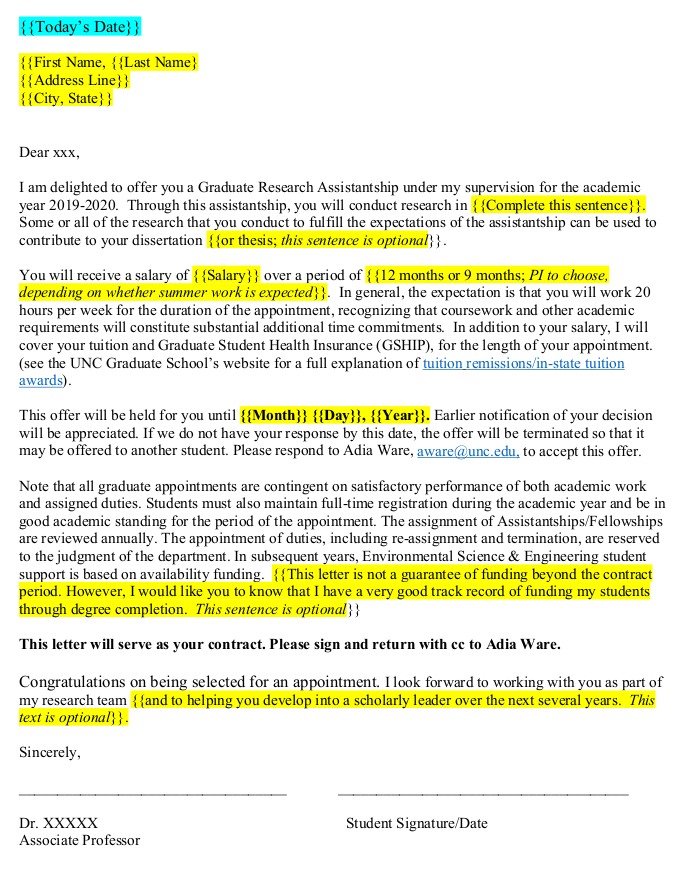 {{Today’s Date}}
{{First Name, {{Last Name}
{{Address Line}}
{{City, State}}
Dear xxx,
I am delighted to offer you a Graduate Research Assistantship under my supervision for the academic
year 2019-2020.  Through this assistantship, you will conduct research in {{Complete this sentence}}.
Some or all of the research that you conduct to fulfill the expectations of the assistantship can be used to
contribute to your dissertation {{or thesis; this sentence is optional}}.
You will receive a salary of {{Salary}} over a period of {{12 months or 9 months; PI to choose,
depending on whether summer work is expected}}.  In general, the expectation is that you will work 20
hours per week for the duration of the appointment, recognizing that coursework and other academic
requirements will constitute substantial additional time commitments.  In addition to your salary, I will
cover your tuition and Graduate Student Health Insurance (GSHIP), for the length of your appointment.
(see the UNC Graduate School’s website for a full explanation of tuition remissions/in-state tuition
awards).
This offer will be held for you until {{Month}} {{Day}}, {{Year}}. Earlier notification of your decision
will be appreciated. If we do not have your response by this date, the offer will be terminated so that it
may be offered to another student. Please respond to Adia Ware, aware@unc.edu, to accept this offer.
Note that all graduate appointments are contingent on satisfactory performance of both academic work
and assigned duties. Students must also maintain full-time registration during the academic year and be in
good academic standing for the period of the appointment. The assignment of Assistantships/Fellowships
are reviewed annually. The appointment of duties, including re-assignment and termination, are reserved
to the judgment of the department. In subsequent years, Environmental Science & Engineering student
support is based on availability funding.  {{This letter is not a guarantee of funding beyond the contract
period. However, I would like you to know that I have a very good track record of funding my students
through degree completion.  This sentence is optional}}
This letter will serve as your contract. Please sign and return with cc to Adia Ware.
Congratulations on being selected for an appointment. I look forward to working with you as part of
my research team {{and to helping you develop into a scholarly leader over the next several years.  This
text is optional}}.
Sincerely,
Dr. XXXXX Student Signature/Date
Associate Professor